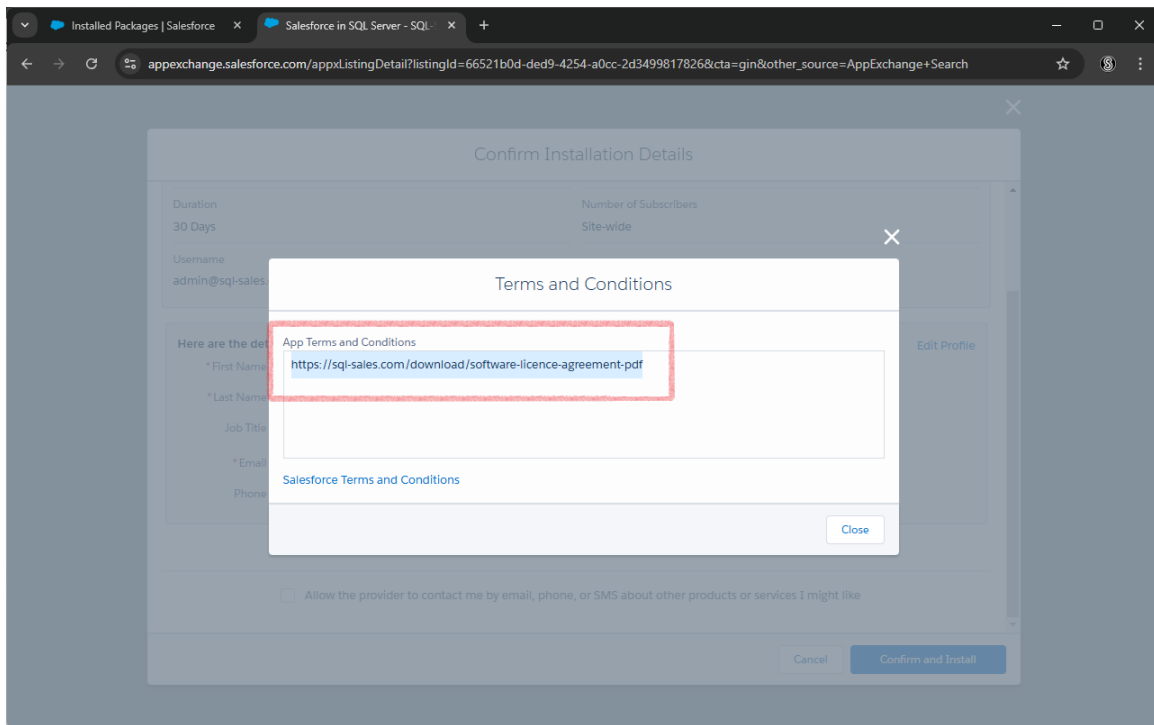 Installed Packages | Salesforce
Salesforce in SQL Server - SQL-
appexchange.salesforce.com/appxListingDetail?listingId=66521b0d-ded9-4254-a0cc-2d3499817826&cta=gin&other_source=AppExchange+Search
Confirm Installation Details
Duration
Number of Subscribers
30 Days
Site-wide
Username
admin@sql-sales.
Terms and Conditions
Here are the det
Edit Profile
App Terms and Conditions
* First Name
https://sql-sales.com/download/software-licence-agreement-pdf
* Last Name
Job Title
* Email
Salesforce Terms and Conditions
Phone
Close
Allow the provider to contact me by email, phone, or SMS about other products or services I might like
Cancel
Confirm and Install